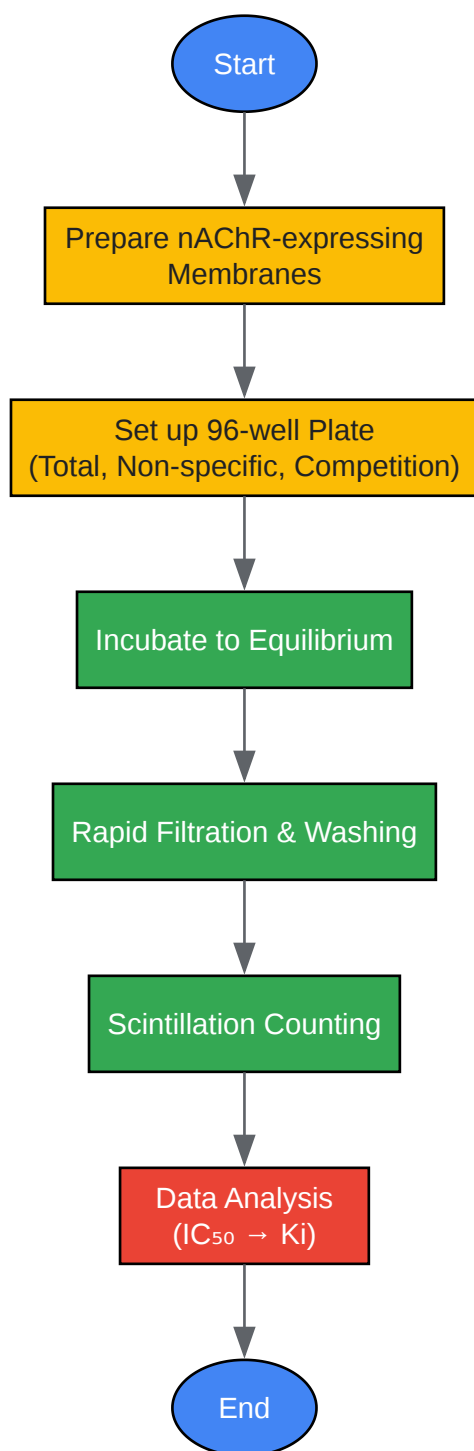 Start
Prepare nAChR-expressing
Membranes
Set up 96-well Plate
(Total, Non-specific, Competition)
Incubate to Equilibrium
Rapid Filtration & Washing
Scintillation Counting
Data Analysis
(IC₅₀ → Ki)
End